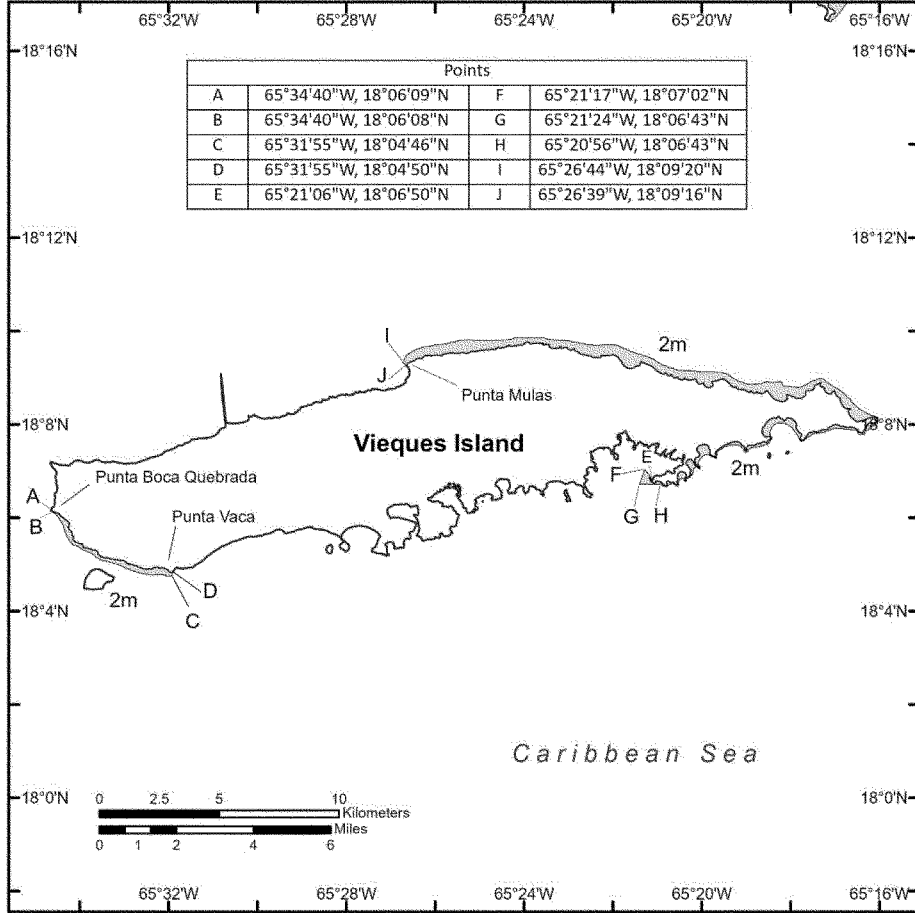 65°32'W 65°28'W 65°24'W 65°20'W 65°16'W
18°16'N 18°16'N
Points
A 65°34'40"W, 18°06'09"N F 65°21'17"W, 18°07'02"N
B 65°34'40"W, 18°06'08"N G 65°21'24"W, 18°06'43"N
C 65°31'55"W, 18°04'46"N H 65°20'56"W, 18°06'43"N
D 65°31'55"W, 18°04'50"N I 65°26'44"W, 18°09'20"N
E 65°21'06"W, 18°06'50"N J 65°26'39"W, 18°09'16"N
18°12'N 18°12'N
I
2m
J
Punta Mulas
18°8'N 18°8'N
Vieques Island
E
2m
F
Punta Boca Quebrada
A
G H
Punta Vaca
B
D
2m
C
18°4'N 18°4'N
Caribbean Sea
18°0'N 18°0'N
0 2.5 5 10
Kilometers
Miles
0 1 2 4 6
65°32'W 65°28'W 65°24'W 65°20'W 65°16'W